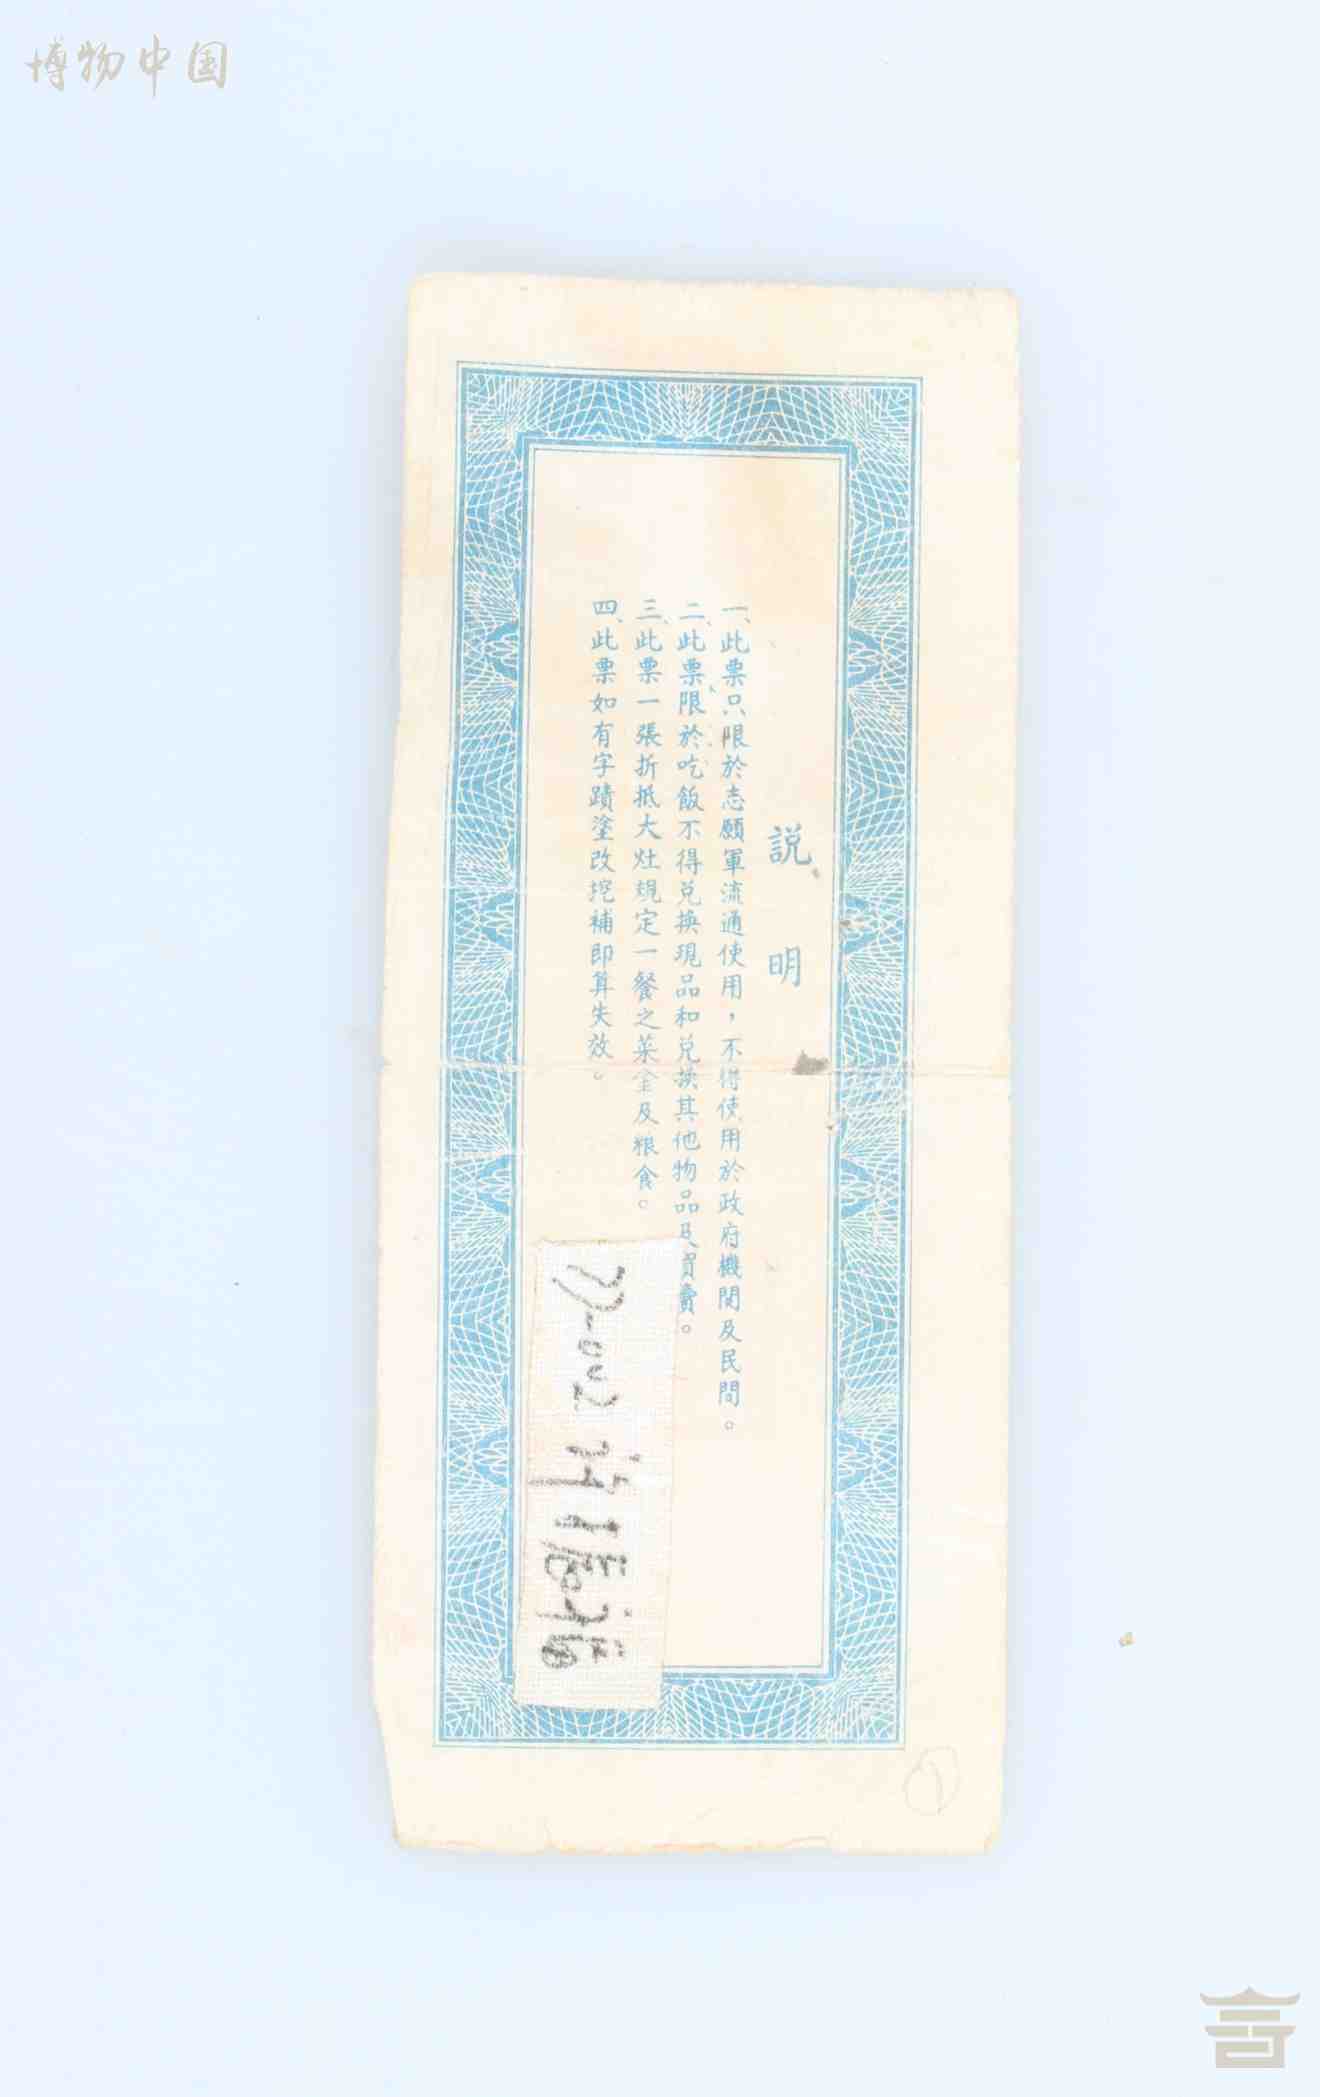 博物中国
説明
一、此票只限於志願軍流通使用，不得使用於政府機関及民間。
二、此票限於吃飯不得兑換現品和兑换其他物品及買賣。
三、此票一張折抵大灶規定一餐之菜金及粮食。
四、此票如有字蹟塗改挖補即算失效。